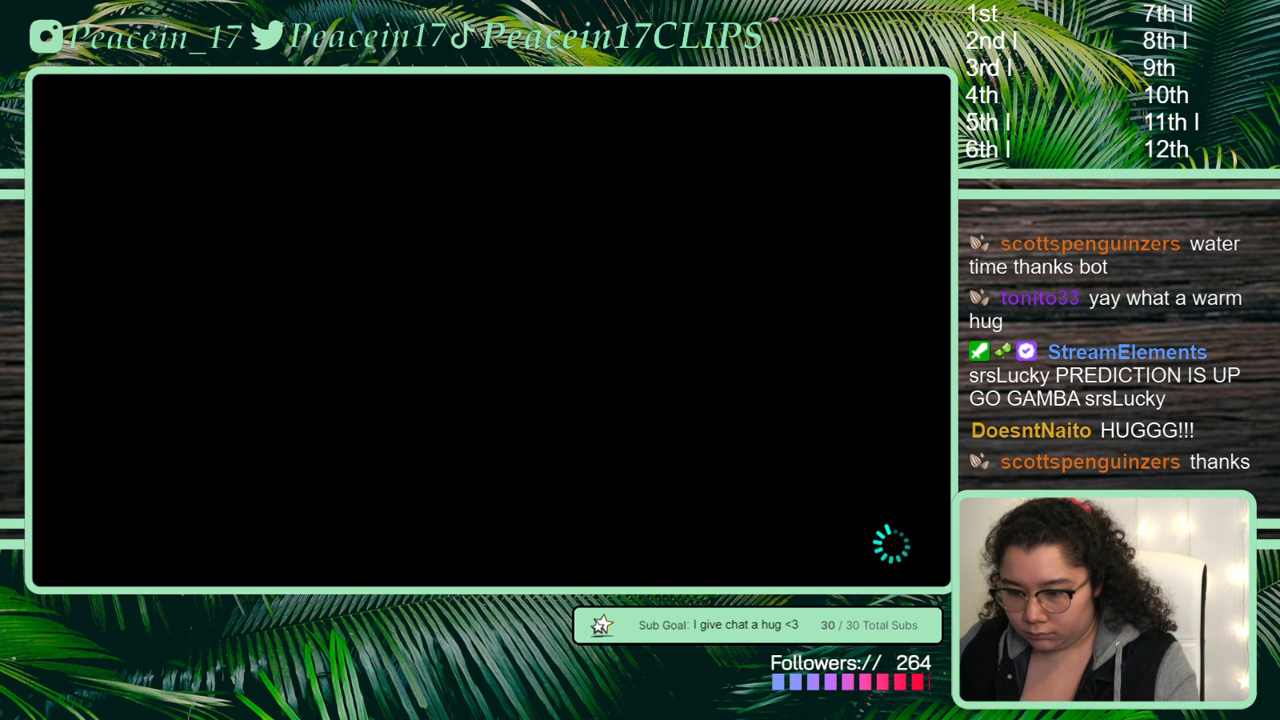 Peacein_17 Peacein17 Peacein17CLIPS
1st 7th II
2nd I 8th I
3rd I 9th
4th 10th
5th I 11th I
6th I 12th
scottspenguinzers water
time thanks bot
tonito33 yay what a warm
hug
StreamElements
srsLucky PREDICTION IS UP
GO GAMBA srsLucky
DoesntNaito HUGGG!!!
scottspenguinzers thanks
Sub Goal: I give chat a hug <3 30 / 30 Total Subs
Followers:// 264